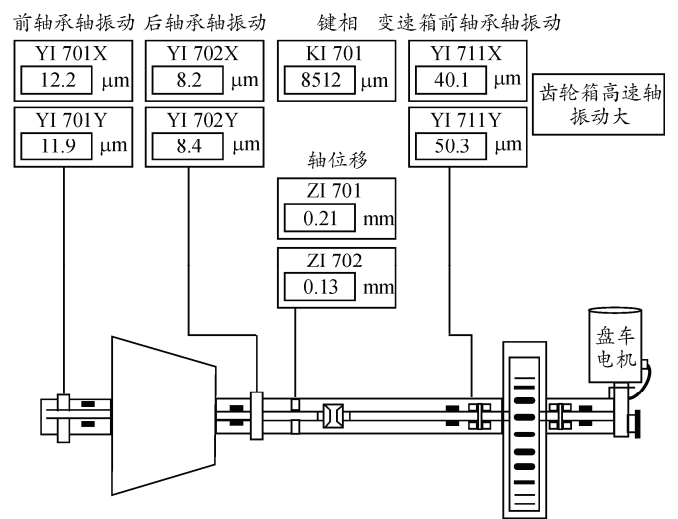 前轴承轴振动
后轴承轴振动
键相
变速箱前轴承轴振动
YI 701X
12.2 μm
YI 702X
8.2 μm
KI 701
8512 μm
YI 711X
40.1 μm
齿轮箱高速轴
振动大
YI 701Y
11.9 μm
YI 702Y
8.4 μm
YI 711Y
50.3 μm
轴位移
ZI 701
0.21 mm
ZI 702
0.13 mm
盘车
电机